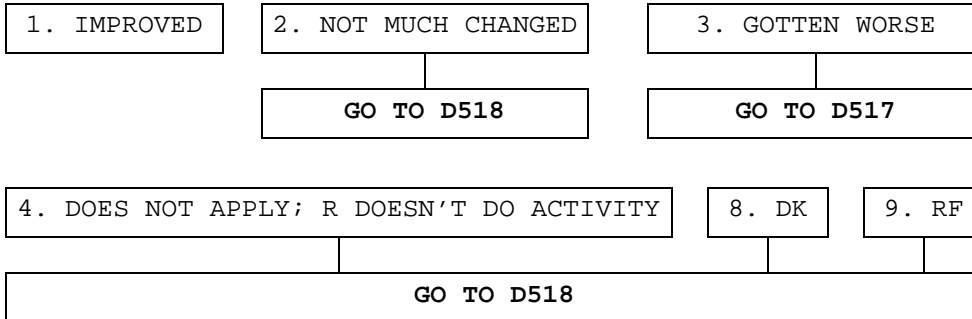 1. IMPROVED 2. NOT MUCH CHANGED 3. GOTTEN WORSE
GO TO D518 GO TO D517
4. DOES NOT APPLY; R DOESN'T DO ACTIVITY 8. DK 9. RF
GO TO D518